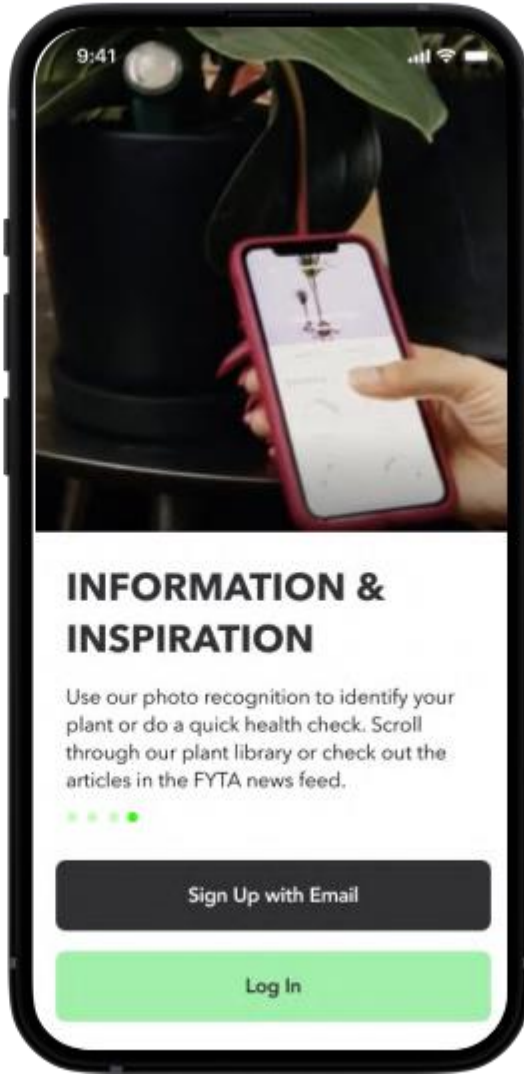 9:41
INFORMATION &
INSPIRATION
Use our photo recognition to identify your
plant or do a quick health check. Scroll
through our plant library or check out the
articles in the FYTA news feed.
Sign Up with Email
Log In